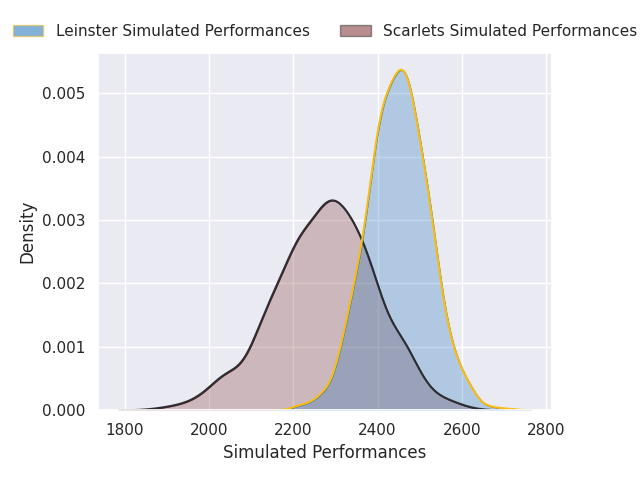 Leinster Simulated Performances Scarlets Simulated Performances
0.005
0.004
0.003
0.002
0.001
0.000
Density
1800 2000 2200 2400 2600 2800
Simulated Performances